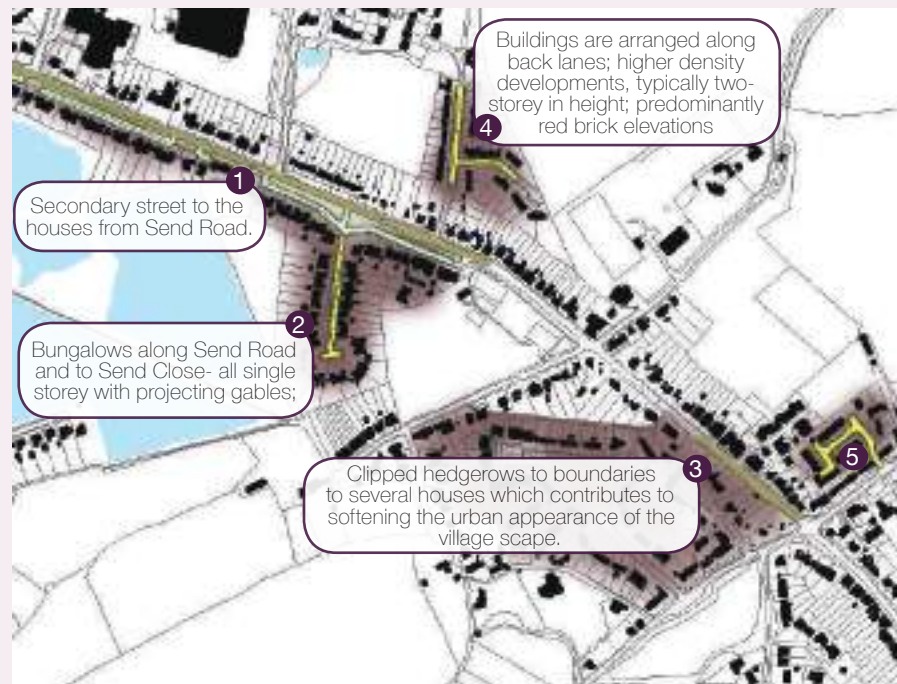 Buildings are arranged along
back lanes; higher density
developments, typically two-
storey in height; predominantly
red brick elevations
4
1
Secondary street to the
houses from Send Road.
2
Bungalows along Send Road
and to Send Close- all single
storey with projecting gables;
3
Clipped hedgerows to boundaries
to several houses which contributes to
softening the urban appearance of the
village scape.
5